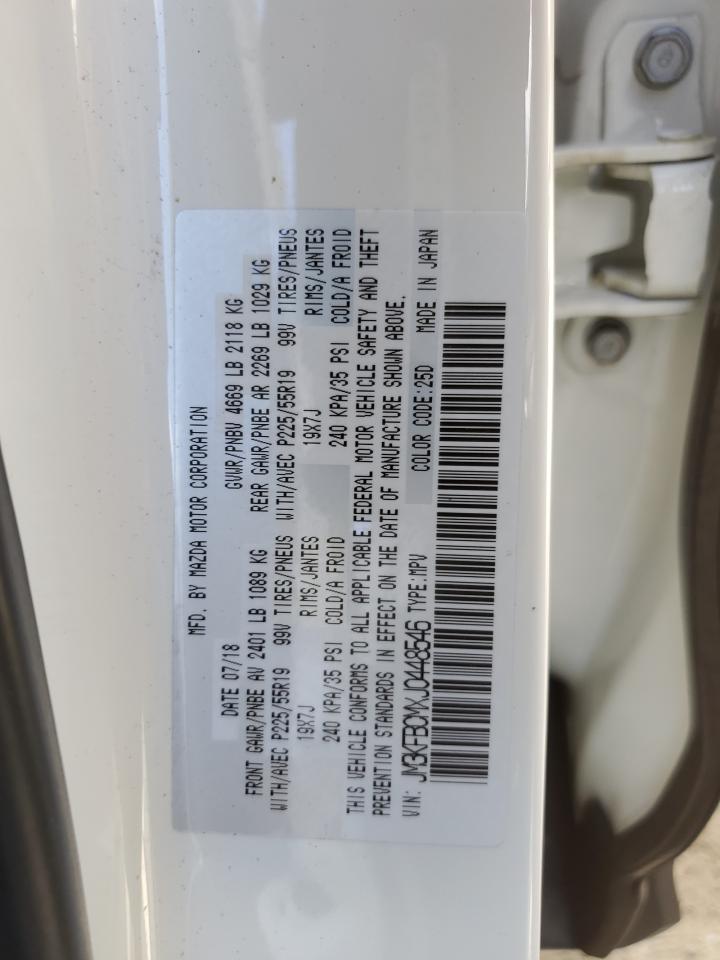 MFD. BY MAZDA MOTOR CORPORATION
DATE 07/18 GVWR/PNBV 4669 LB 2118 KG
FRONT GAWR/PNBE AV 2401 LB 1089 KG REAR GAWR/PNBE AR 2269 LB 1029 KG
WITH/AVEC P225/55R19 99V TIRES/PNEUS WITH/AVEC P225/55R19 99V TIRES/PNEUS
19X7J RIMS/JANTES 19X7J RIMS/JANTES
240 KPA/35 PSI COLD/A FROID 240 KPA/35 PSI COLD/A FROID
THIS VEHICLE CONFORMS TO ALL APPLICABLE FEDERAL MOTOR VEHICLE SAFETY AND THEFT
PREVENTION STANDARDS IN EFFECT ON THE DATE OF MANUFACTURE SHOWN ABOVE.
VIN: JM3KFBCMXJ0448546 TYPE:MPV COLOR CODE:25D MADE IN JAPAN